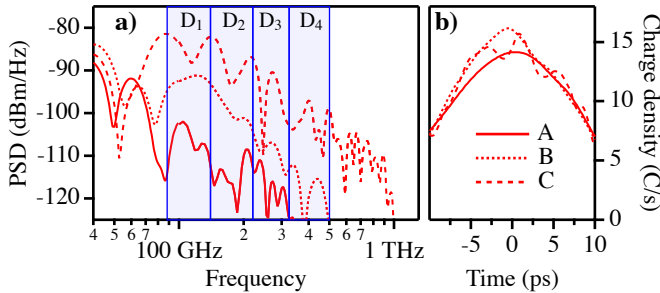 a) D1 D2 D3 D4
PSD (dBm/Hz)
-80
-90
-100
-110
-120
4 5 6 7 2 3 4 5 6 7
100 GHz 1 THz
Frequency
b)
A
B
C
15
10
5
0
Charge density (C/s)
-5 0 5 10
Time (ps)